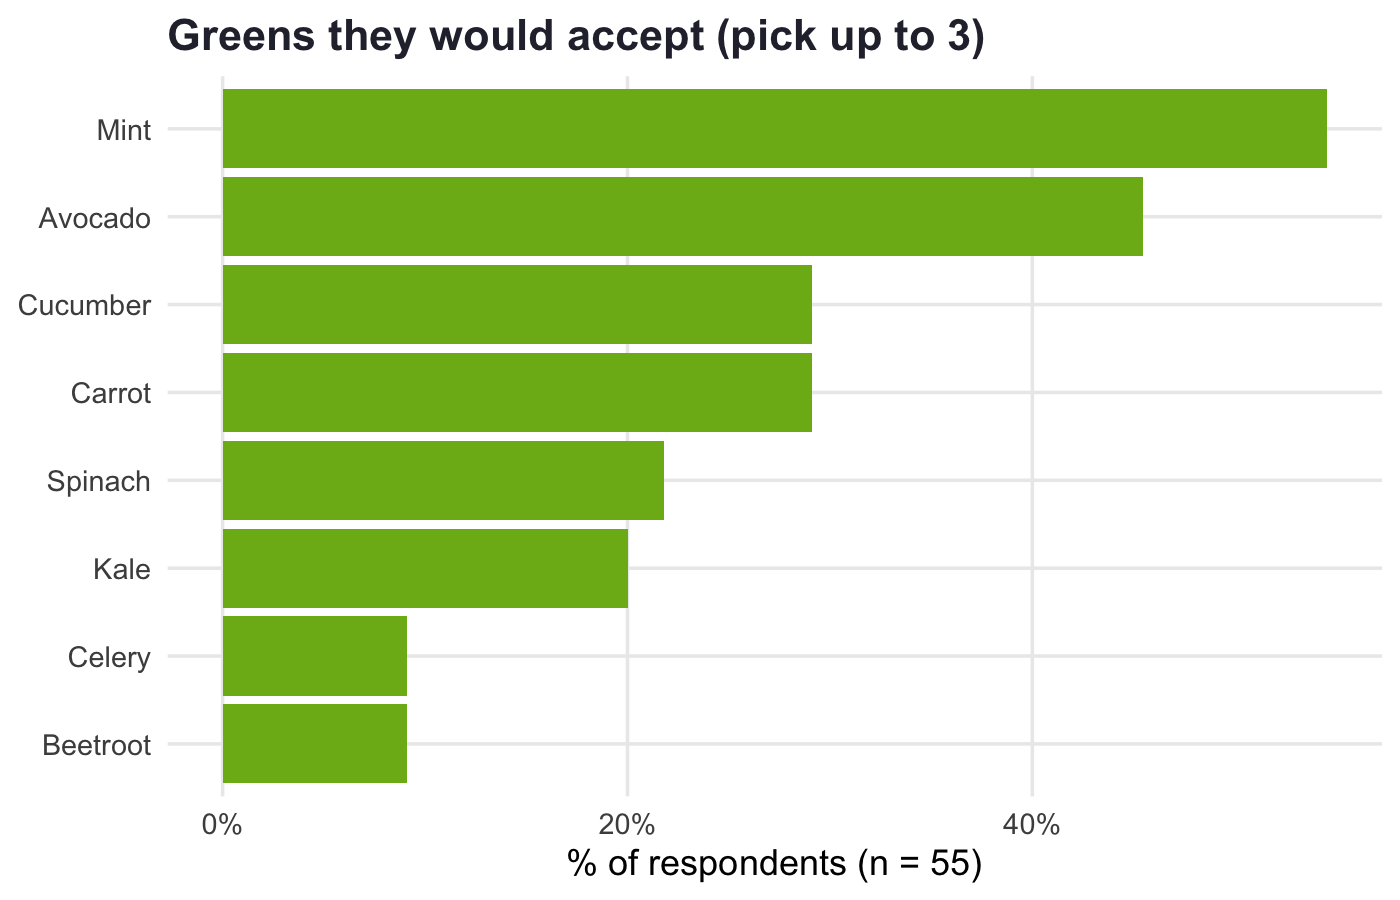 Greens they would accept (pick up to 3)
Mint
Avocado
Cucumber
Carrot
Spinach
Kale
Celery
Beetroot
0% 20% 40%
% of respondents (n = 55)